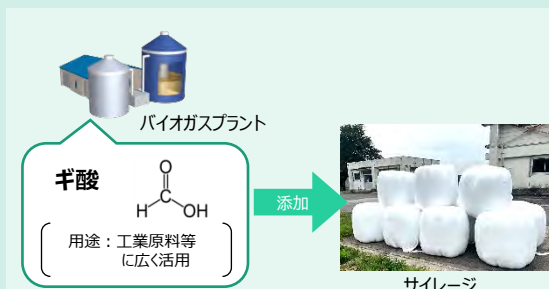 バイオガスプラント
ギ酸
O
H
OH
用途：工業原料等
に広く活用
添加
サイレージ